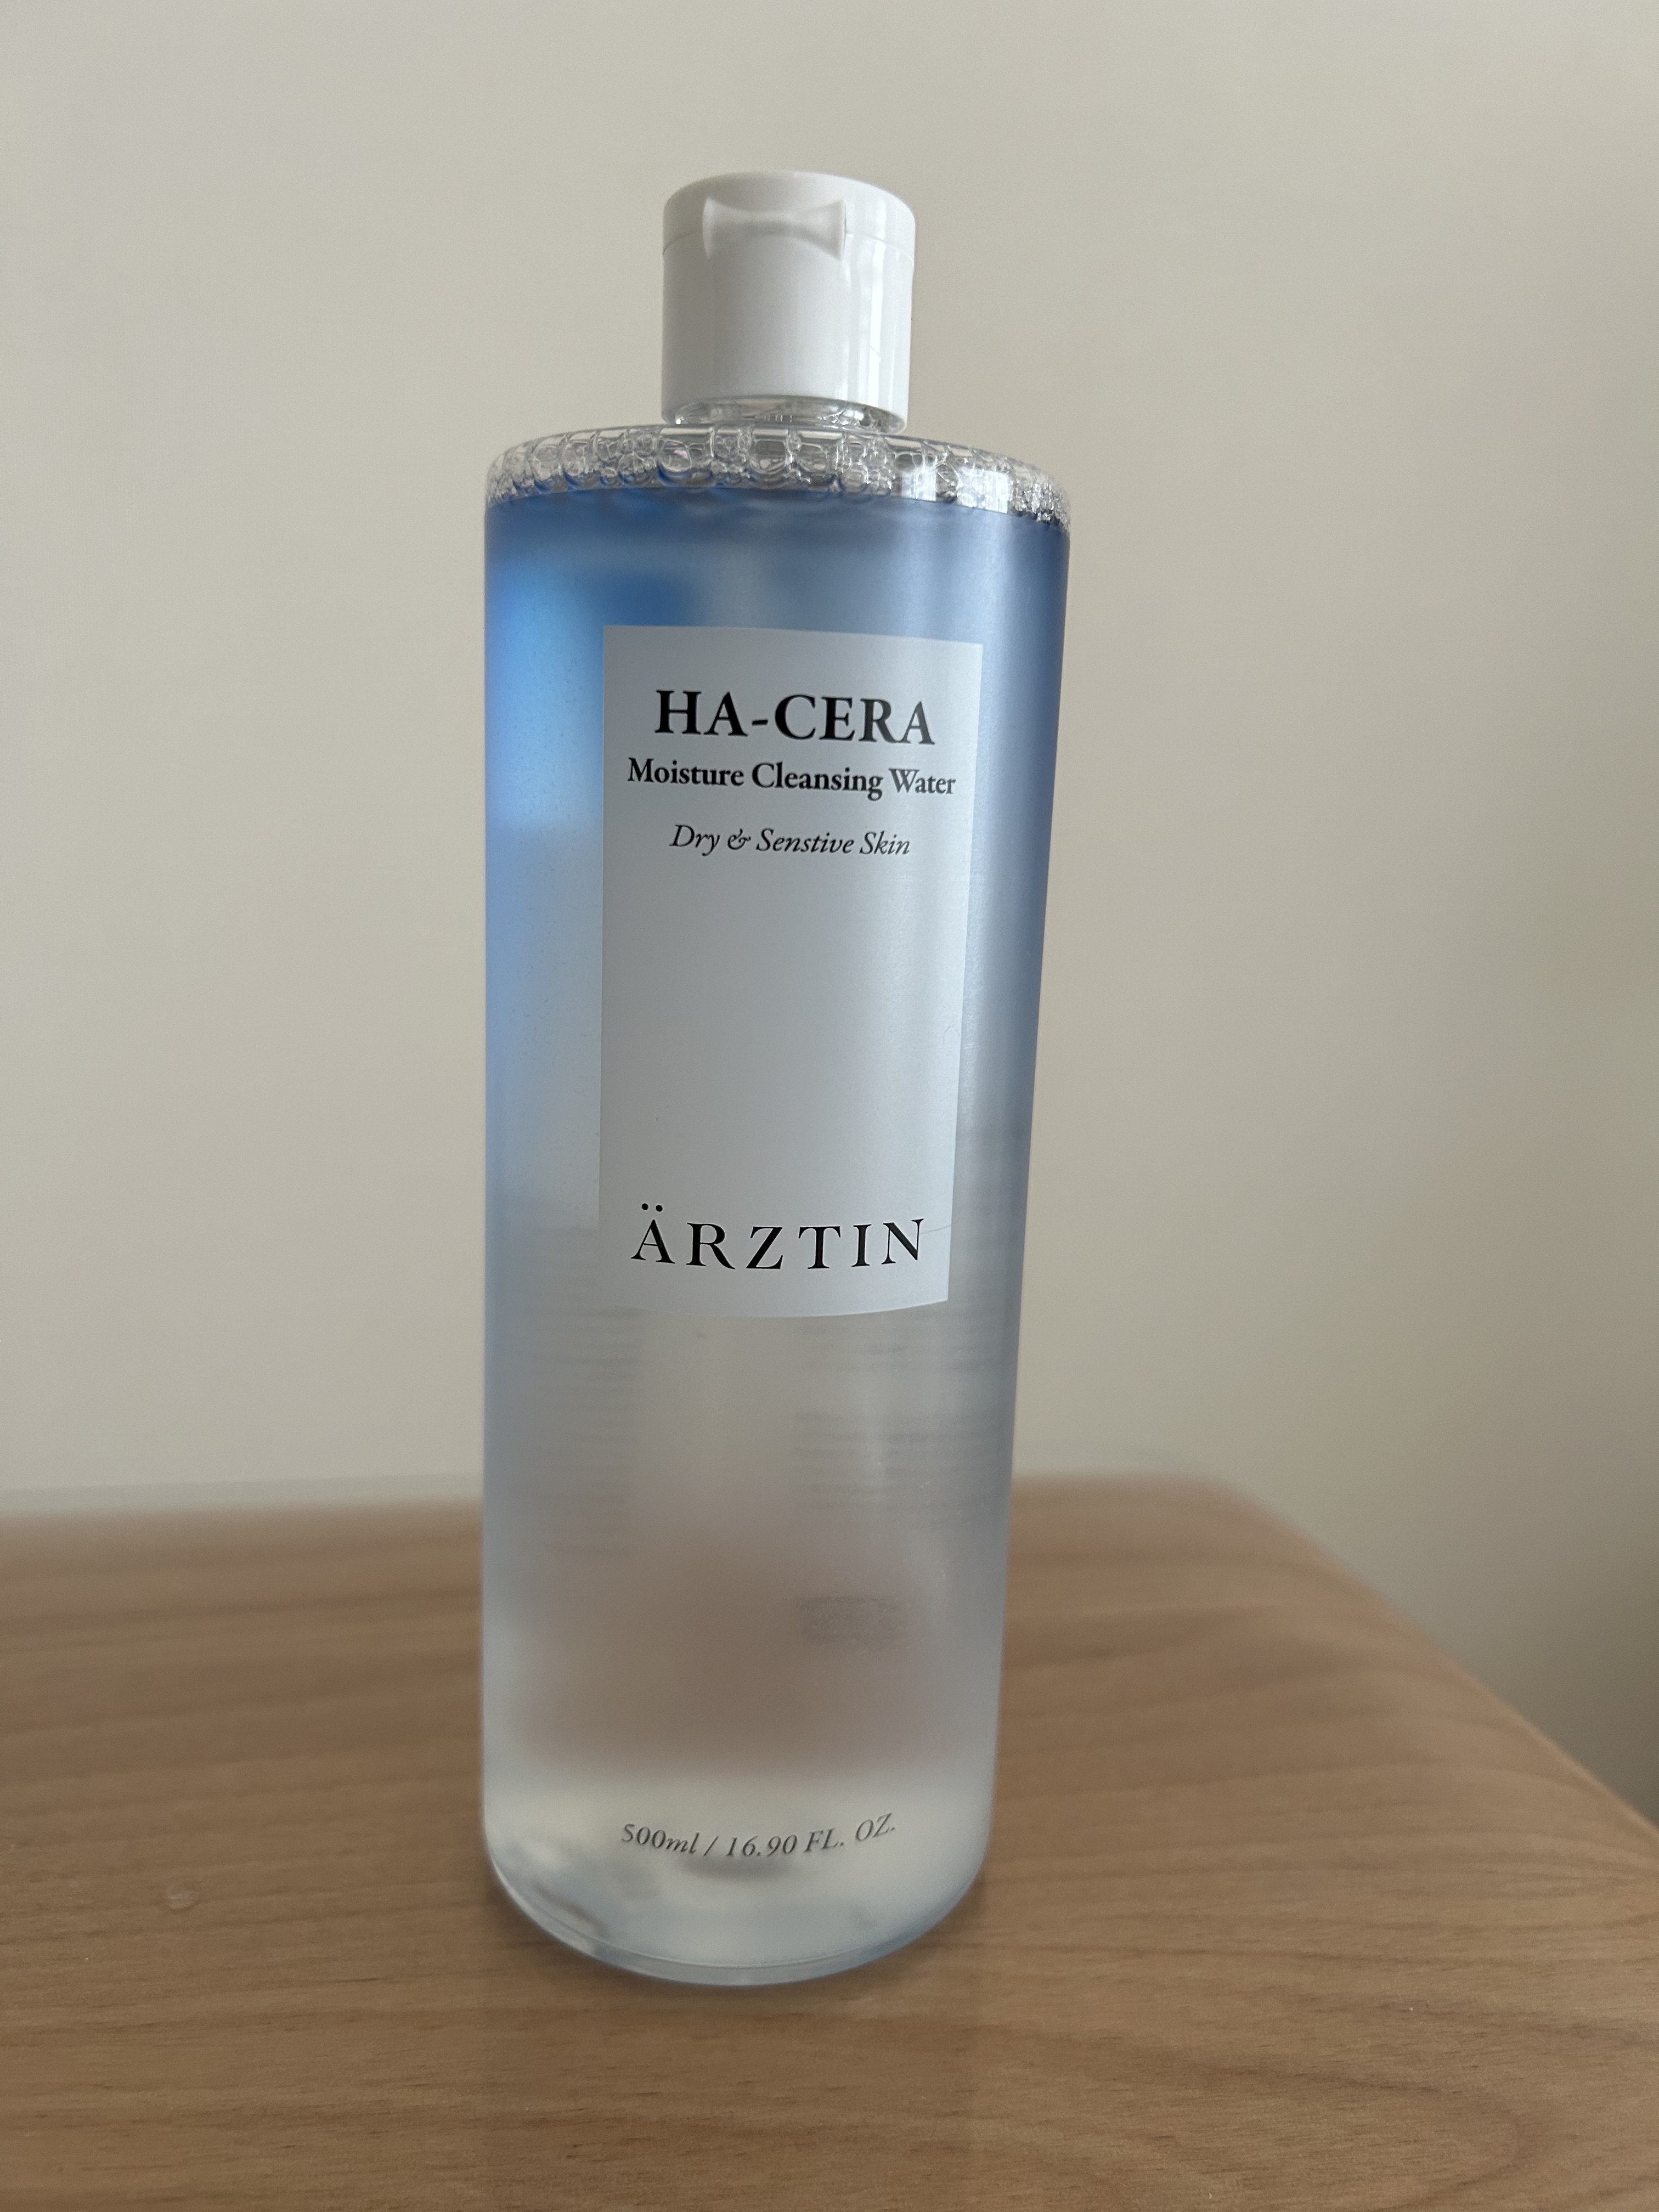 HA-CERA
Moisture Cleansing Water
Dry & Senstive Skin
ÄRZTIN
500ml / 16.90 FL. OZ.